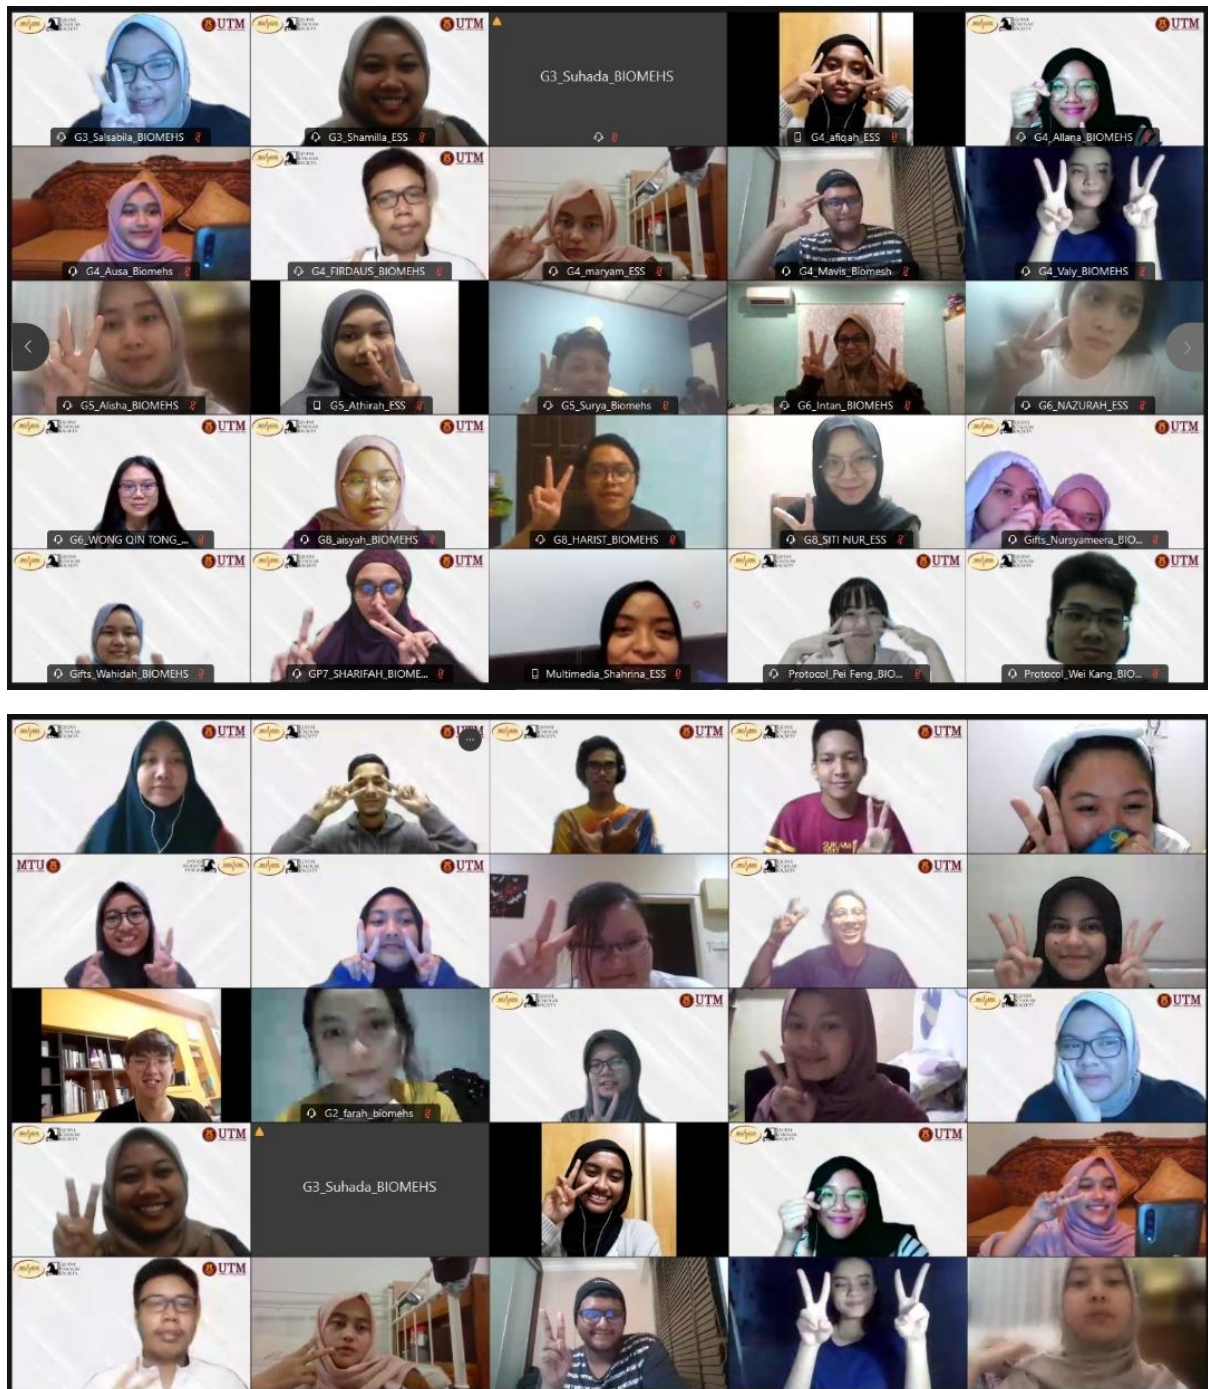 UTM
UTM
G3_Suhada_BIOMEHS
UTM
G3_Salsabila_BIOMEHS
G3_Shamilla_ESS
G4_afiqah_ESS
G4_Allana_BIOMEHS
UTM
G4_Ausa_Biomehs
G4_FIRDAUS_BIOMEHS
G4_maryam_ESS
G4_Mavis_Biomesh
G4_Valy_BIOMEHS
G5_Alisha_BIOMEHS
G5_Athirah_ESS
G5_Surya_Biomehs
G6_Intan_BIOMEHS
G6_NAZURAH_ESS
UTM
UTM
UTM
G6_WONG QIN TONG_...
G8_aisyah_BIOMEHS
G8_HARIST_BIOMEHS
G8_SITI NUR_ESS
Gifts_Nursyameera_BIO...
UTM
UTM
UTM
UTM
Gifts_Wahidah_BIOMEHS
GP7_SHARIFAH_BIOME...
Multimedia_Shahrina_ESS
Protocol_Pei Feng_BIO...
Protocol_Wei Kang_BIO...
UTM
UTM
UTM
UTM
MTU
UTM
UTM
UTM
UTM
G2_farah_biomehs
UTM
G3_Suhada_BIOMEHS
UTM
UTM